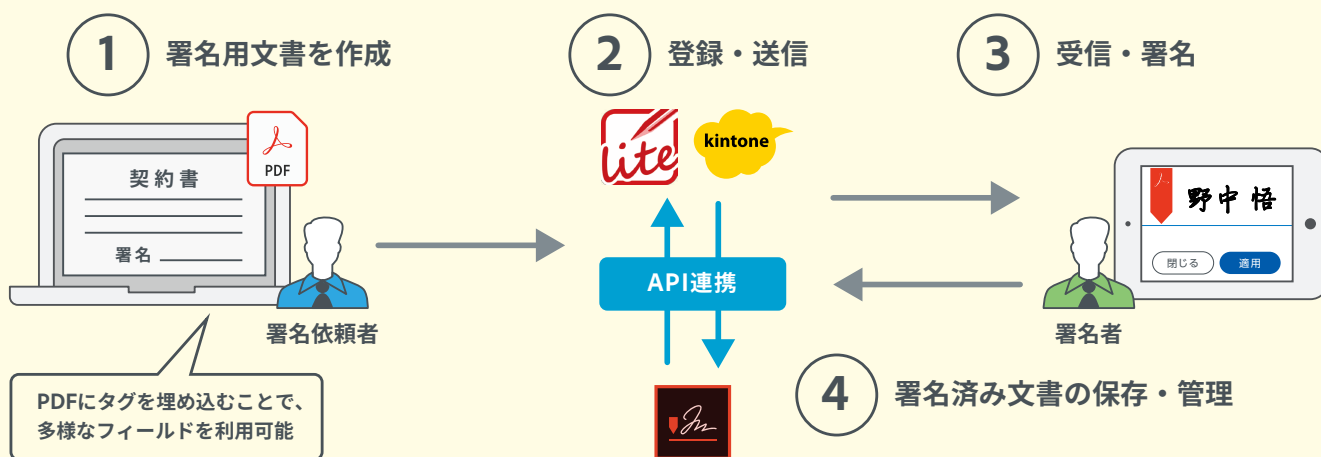 1 署名用文書を作成
2 登録・送信
3 受信・署名
PDF
契約書
署名
署名依頼者
PDFにタグを埋め込むことで、
多様なフィールドを利用可能
lite
kintone
API連携
野中 悟
閉じる
適用
署名者
4 署名済み文書の保存・管理